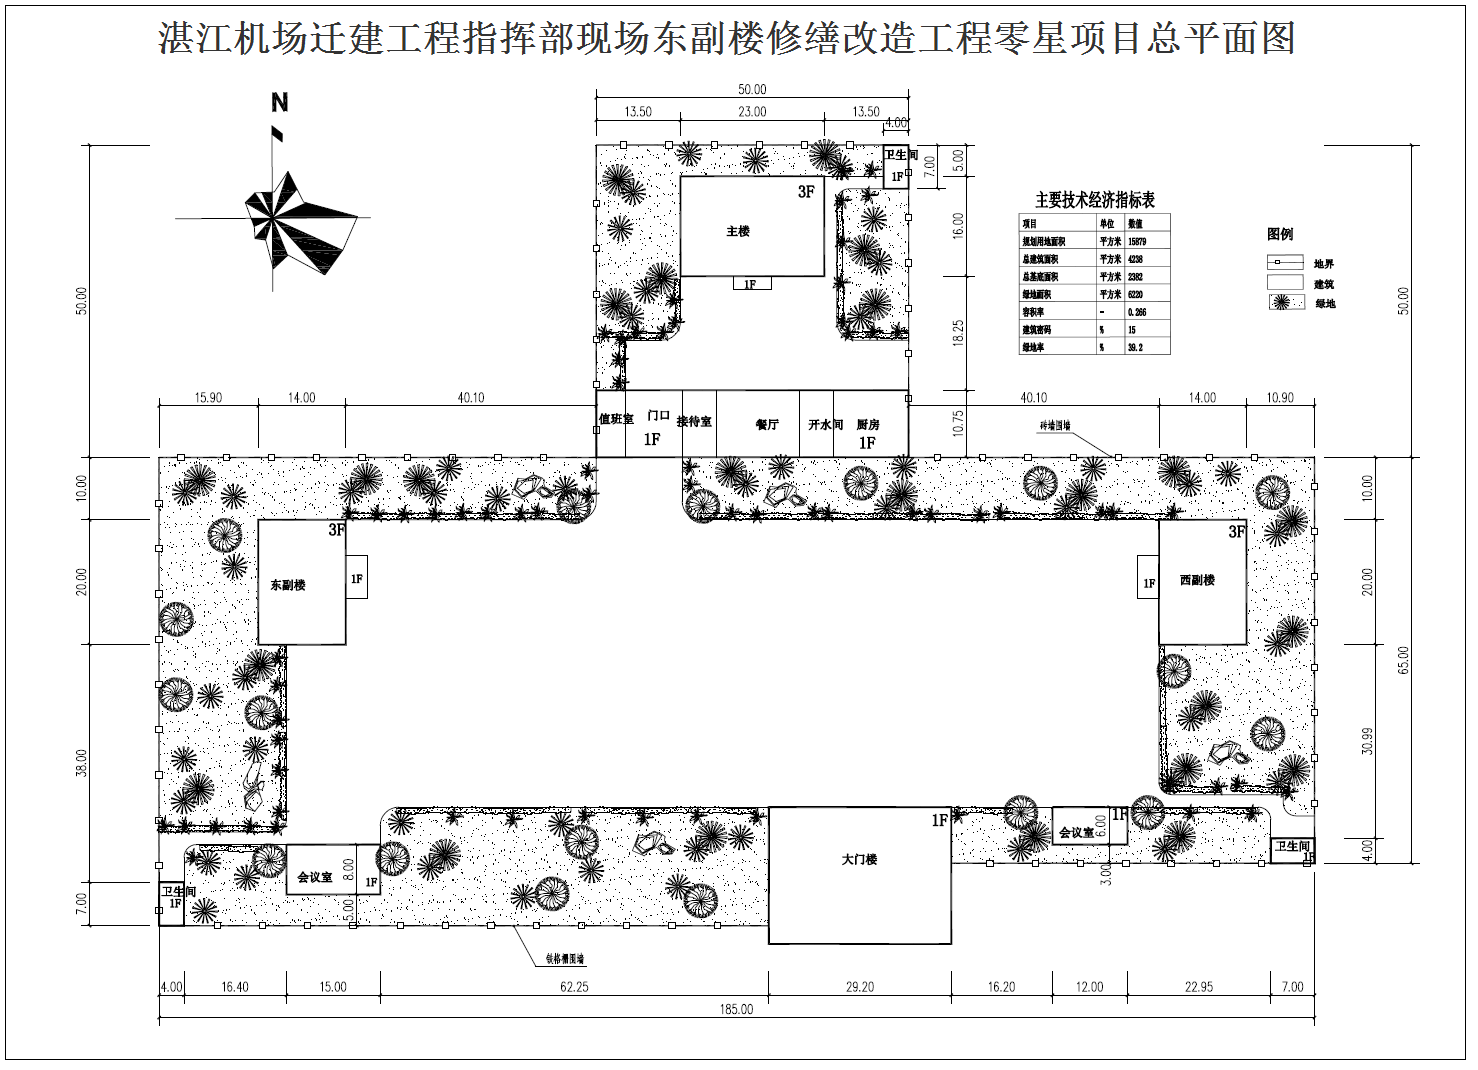 湛江机场迁建工程指挥部现场东副楼修缮改造工程零星项目总平面图
N
50.00
13.50 23.00 13.50
4.00
卫生间
1F
7.00
5.00
3F
主楼
1F
16.00
18.25
10.75
50.00
50.00
主要技术经济指标表
项目 单位 数值
规划用地面积 平方米 15879
总建筑面积 平方米 4238
总基底面积 平方米 2382
绿地面积 平方米 6220
容积率 - 0.266
建筑密码 % 15
绿地率 % 39.2
图例
地界
建筑
绿地
15.90 14.00 40.10
40.10 14.00 10.90
值班室 门口 接待室 餐厅 开水间 厨房
1F 1F
砖墙围墙
10.00
20.00
38.00
7.00
10.00
20.00
30.99
4.00
65.00
3F
东副楼
1F
3F
西副楼
1F
会议室
1F
8.00
5.00
卫生间
1F
1F
大门楼
会议室
1F
6.00
3.00
卫生间
1F
铁格栅围墙
4.00 16.40 15.00 62.25 29.20 16.20 12.00 22.95 7.00
185.00